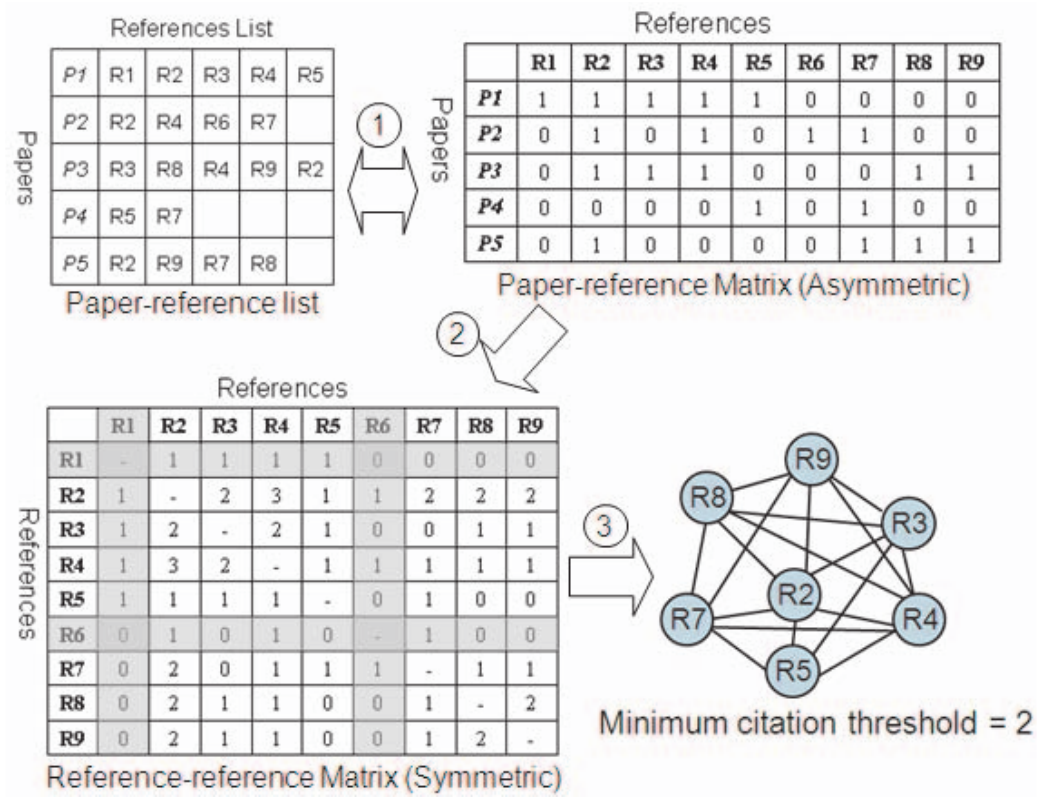 References List
Papers
P1 R1 R2 R3 R4 R5
P2 R2 R4 R6 R7
P3 R3 R8 R4 R9 R2
P4 R5 R7
P5 R2 R9 R7 R8
Paper-reference list
1
References
Papers
R1 R2 R3 R4 R5 R6 R7 R8 R9
P1 1 1 1 1 1 0 0 0 0
P2 0 1 0 1 0 1 1 0 0
P3 0 1 1 1 0 0 0 1 1
P4 0 0 0 0 1 0 1 0 0
P5 0 1 0 0 0 0 1 1 1
Paper-reference Matrix (Asymmetric)
2
References
References
R1 R2 R3 R4 R5 R6 R7 R8 R9
R1 - 1 1 1 1 0 0 0 0
R2 1 - 2 3 1 1 2 2 2
R3 1 2 - 2 1 0 0 1 1
R4 1 3 2 - 1 1 1 1 1
R5 1 1 1 1 - 0 1 0 0
R6 0 1 0 1 0 - 1 0 0
R7 0 2 0 1 1 1 - 1 1
R8 0 2 1 1 0 0 1 - 2
R9 0 2 1 1 0 0 1 2 -
Reference-reference Matrix (Symmetric)
3
R9
R8
R3
R2
R7
R4
R5
Minimum citation threshold = 2